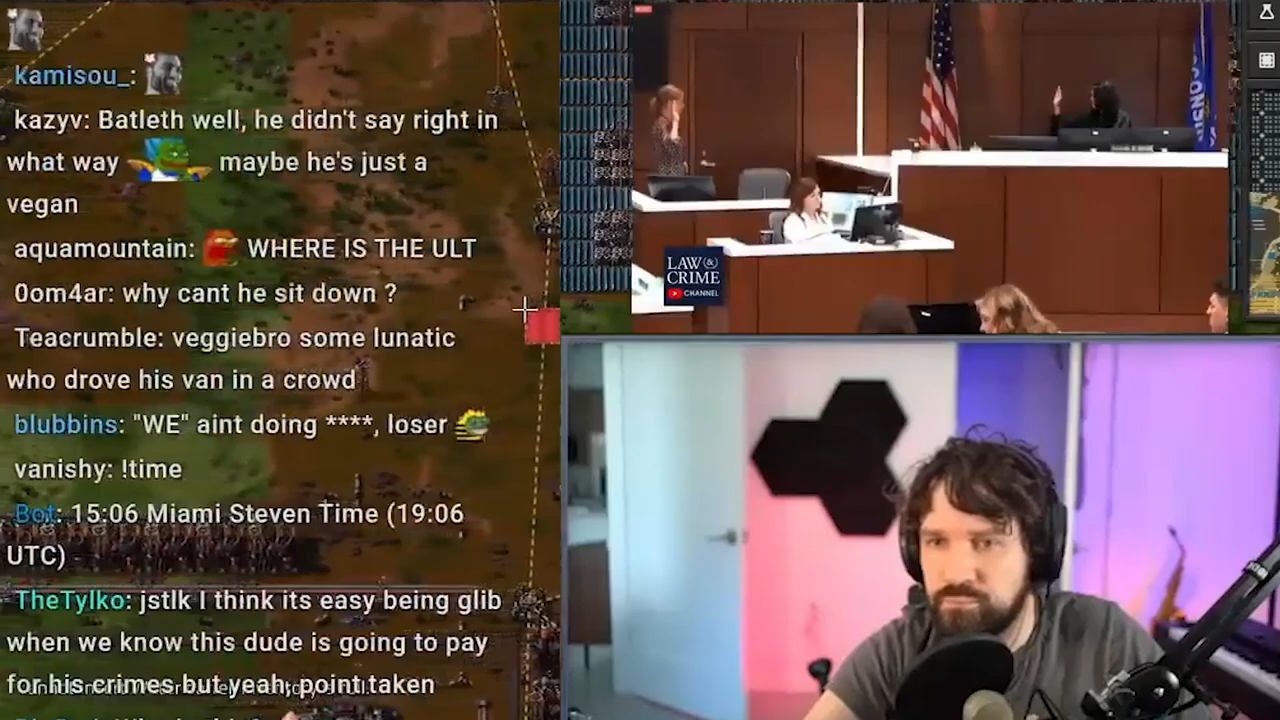 kamisou_:
kazyv: Batleth well, he didn't say right in
what way maybe he's just a
vegan
aquamountain: WHERE IS THE ULT
0om4ar: why cant he sit down ?
Teacrumble: veggiebro some lunatic
who drove his van in a crowd
blubbins: "WE" aint doing ****, loser
vanishy: !time
Bot: 15:06 Miami Steven Time (19:06
UTC)
TheTylko: jstlk I think its easy being glib
when we know this dude is going to pay
for his crimes but yeah, point taken
LAW &
CRIME
CHANNEL